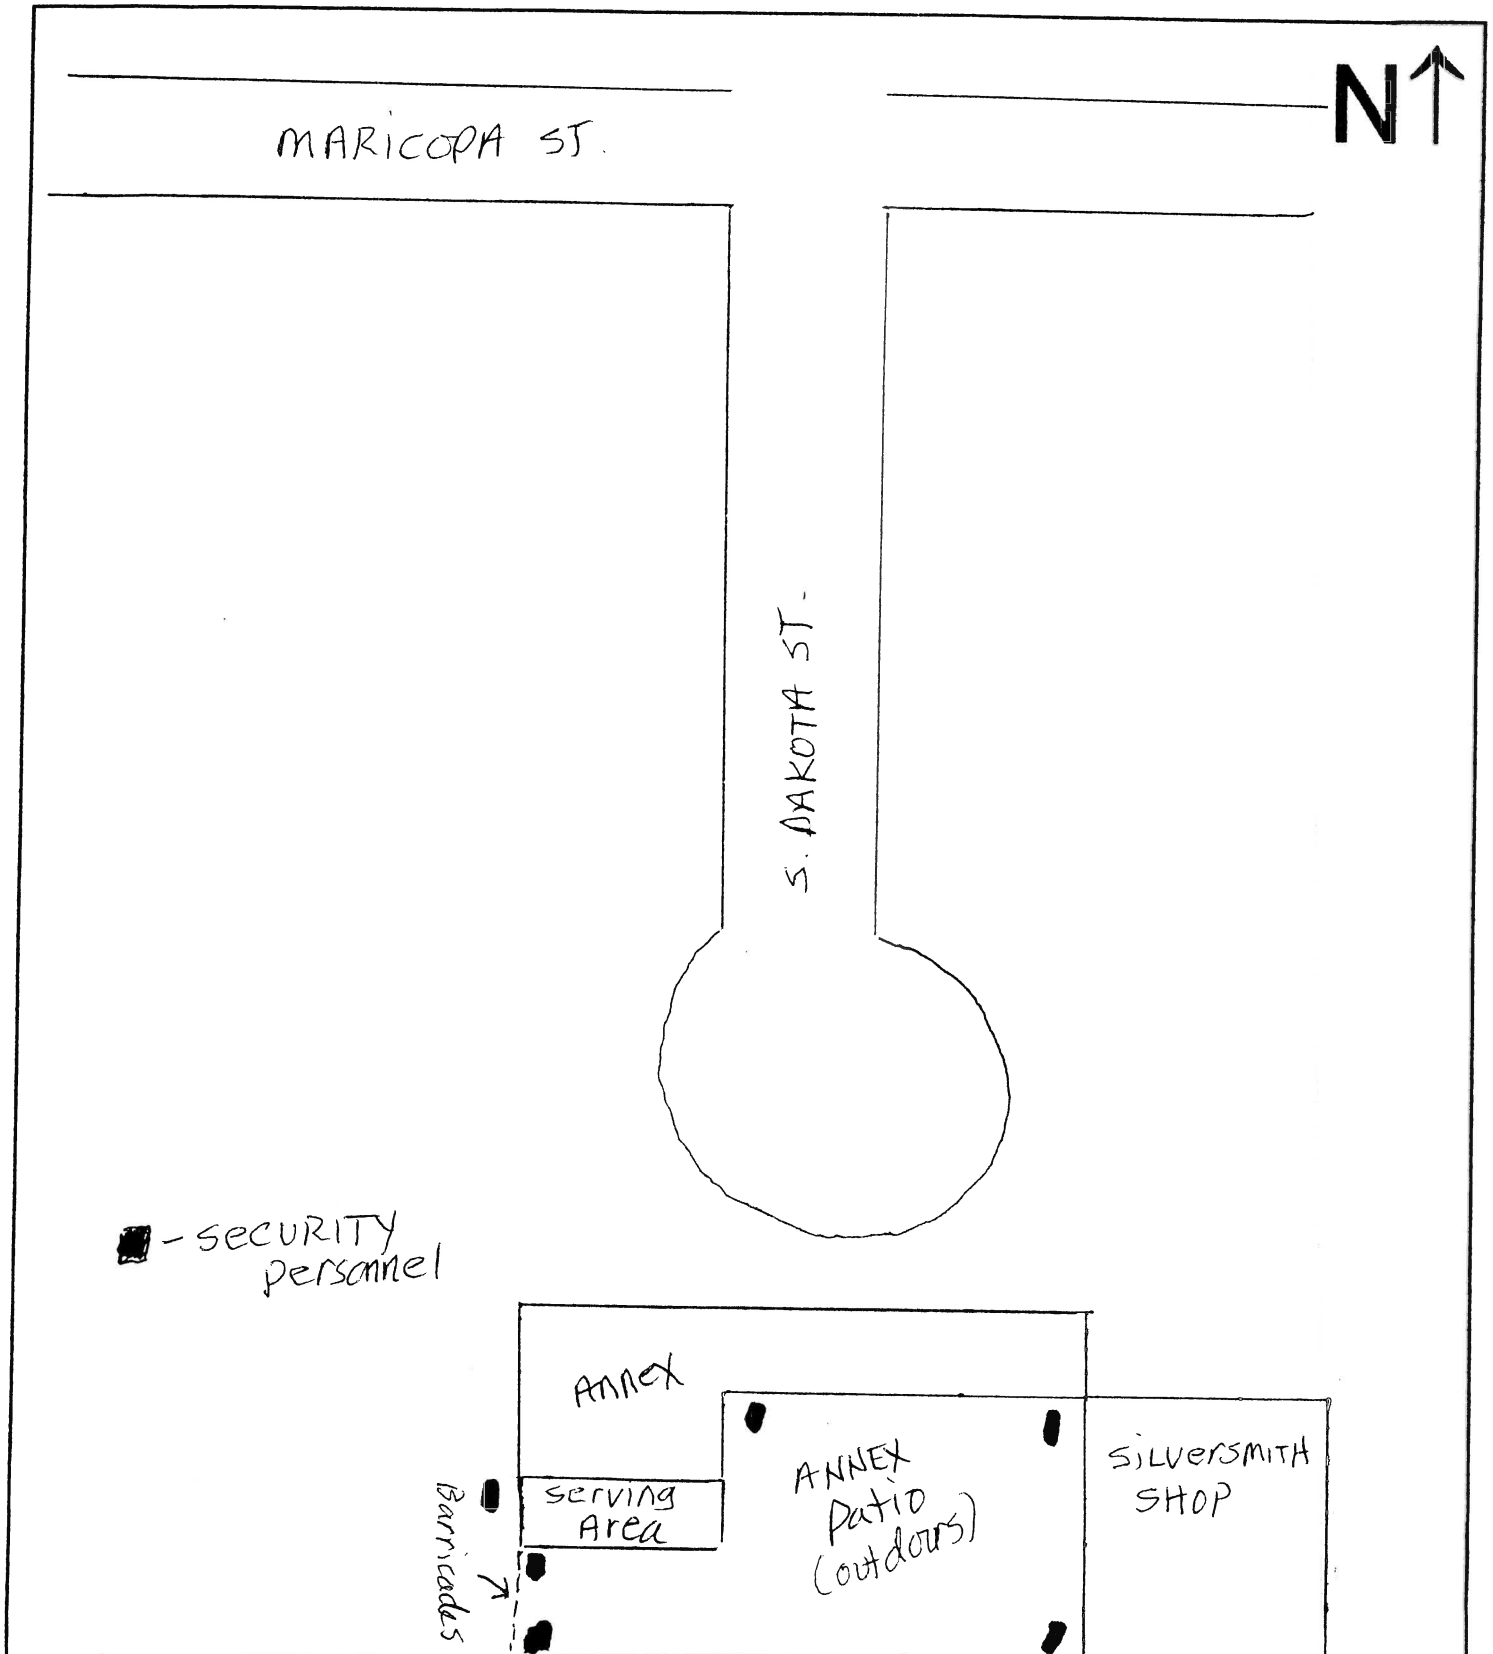 N
MARICOPA ST.
S. DAKOTA ST.
- SECURITY
personnel
ANNEX
SILVERSMITH
SHOP
ANNEX
Patio
(outdoors)
Serving
Area
Barricades